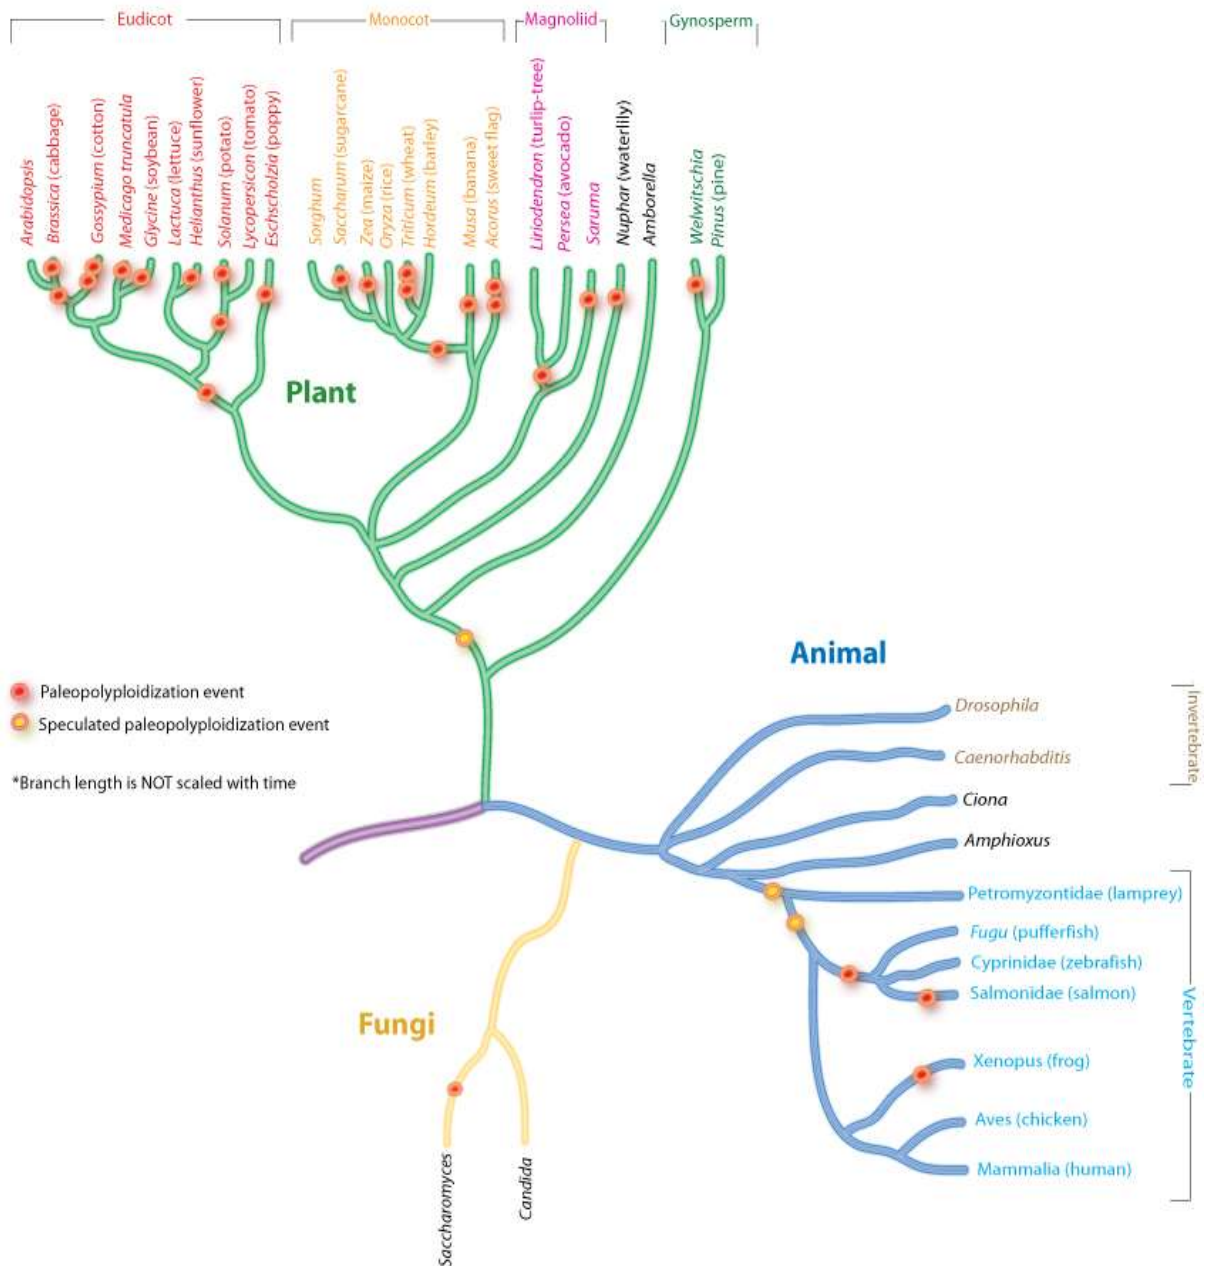 Eudicot
Monocot
Magnoliid
Gynosperm
Arabidopsis
Brassica (cabbage)
Gossypium (cotton)
Medicago truncatula
Glycine (soybean)
Lactuca (lettuce)
Helianthus (sunflower)
Solanum (potato)
Lycopersicon (tomato)
Eschscholzia (poppy)
Sorghum
Saccharum (sugarcane)
Zea (maize)
Oryza (rice)
Triticum (wheat)
Hordeum (barley)
Musa (banana)
Acorus (sweet flag)
Liriodendron (turlip-tree)
Persea (avocado)
Saruma
Nuphar (waterlily)
Amborella
Welwitschia
Pinus (pine)
Plant
Animal
Paleopolyploidization event
Speculated paleopolyploidization event
*Branch length is NOT scaled with time
Drosophila
Caenorhabditis
Invertebrate
Ciona
Amphioxus
Petromyzontidae (lamprey)
Fugu (pufferfish)
Cyprinidae (zebrafish)
Salmonidae (salmon)
Xenopus (frog)
Aves (chicken)
Mammalia (human)
Vertebrate
Fungi
Saccharomyces
Candida